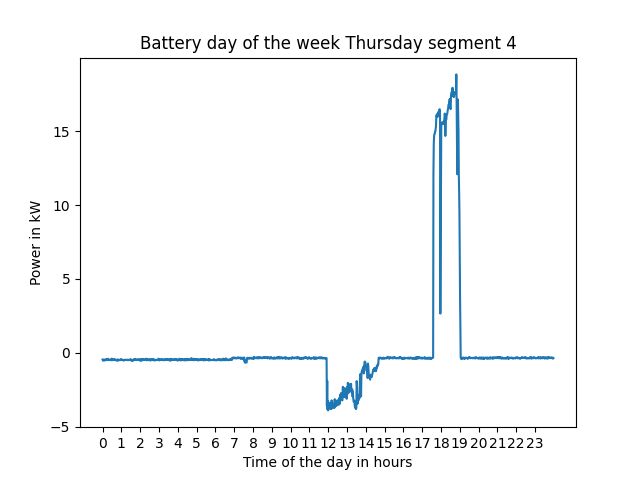 Battery day of the week Thursday segment 4
Power in kW
15
10
5
0
−5
0 1 2 3 4 5 6 7 8 9 10 11 12 13 14 15 16 17 18 19 20 21 22 23
Time of the day in hours